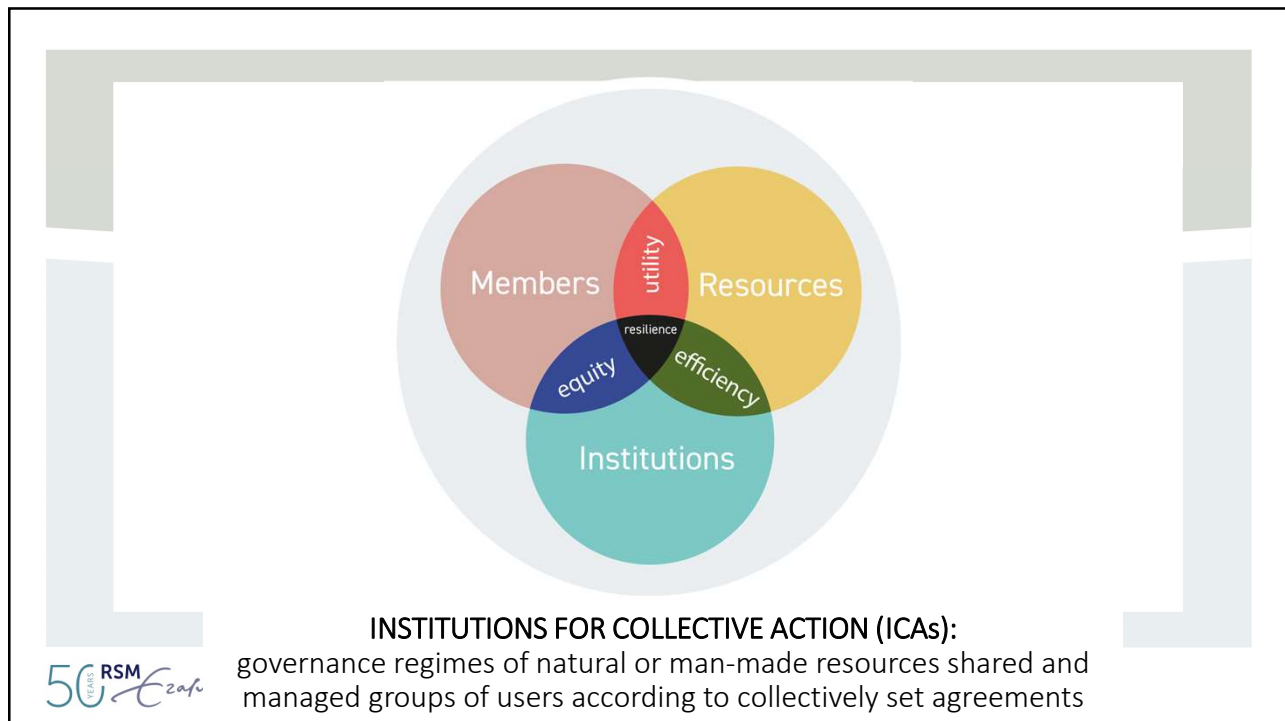 utility
Members
Resources
resilience
equity
efficiency
Institutions
INSTITUTIONS FOR COLLECTIVE ACTION (ICAs):
governance regimes of natural or man-made resources shared and
managed groups of users according to collectively set agreements
50 YEARS RSM Erasmus